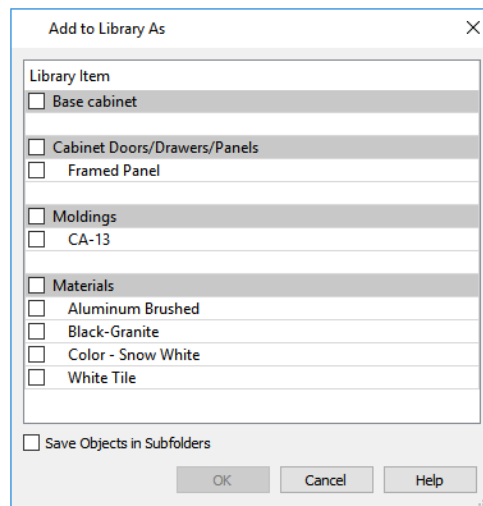 Add to Library As
Library Item
Base cabinet
Cabinet Doors/Drawers/Panels
Framed Panel
Moldings
CA-13
Materials
Aluminum Brushed
Black-Granite
Color - Snow White
White Tile
Save Objects in Subfolders
OK Cancel Help